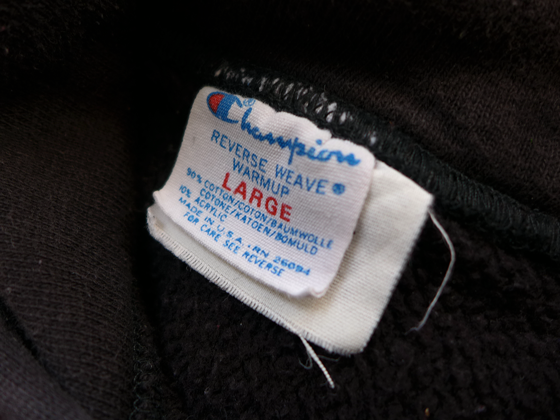 Champion®
REVERSE WEAVE®
WARMUP
LARGE
90% COTTON/COTON/BAUMWOLLE
COTONE/KATOEN/BOMULD
10% ACRYLIC
MADE IN U.S.A. · RN 26094
FOR CARE SEE REVERSE